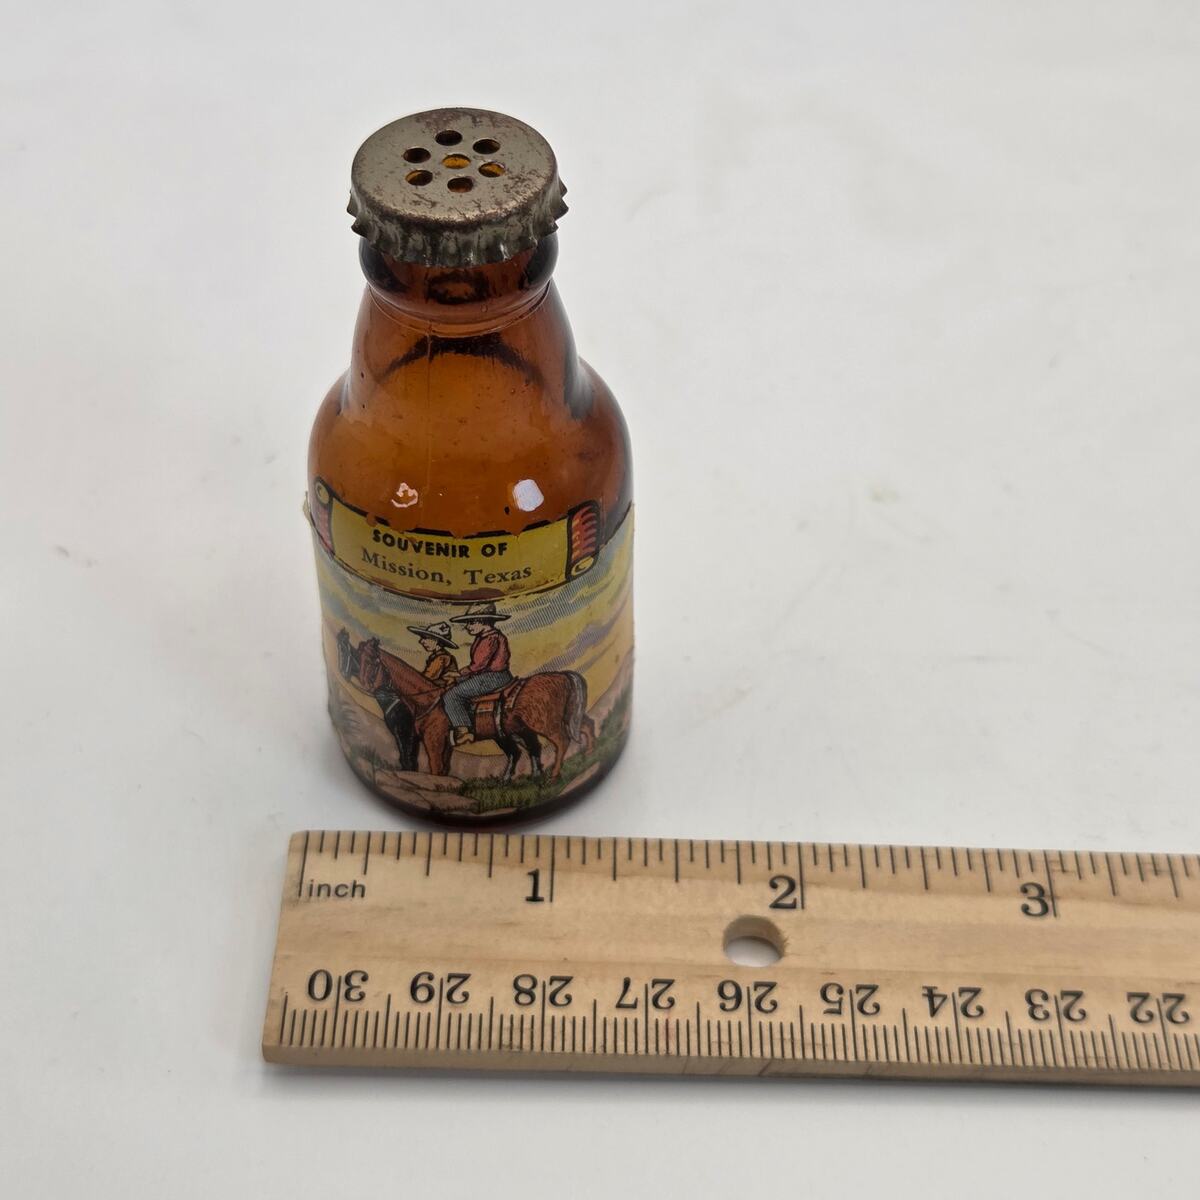 SOUVENIR OF
Mission, Texas
inch 1 2 3
30 29 28 27 26 25 24 23 22